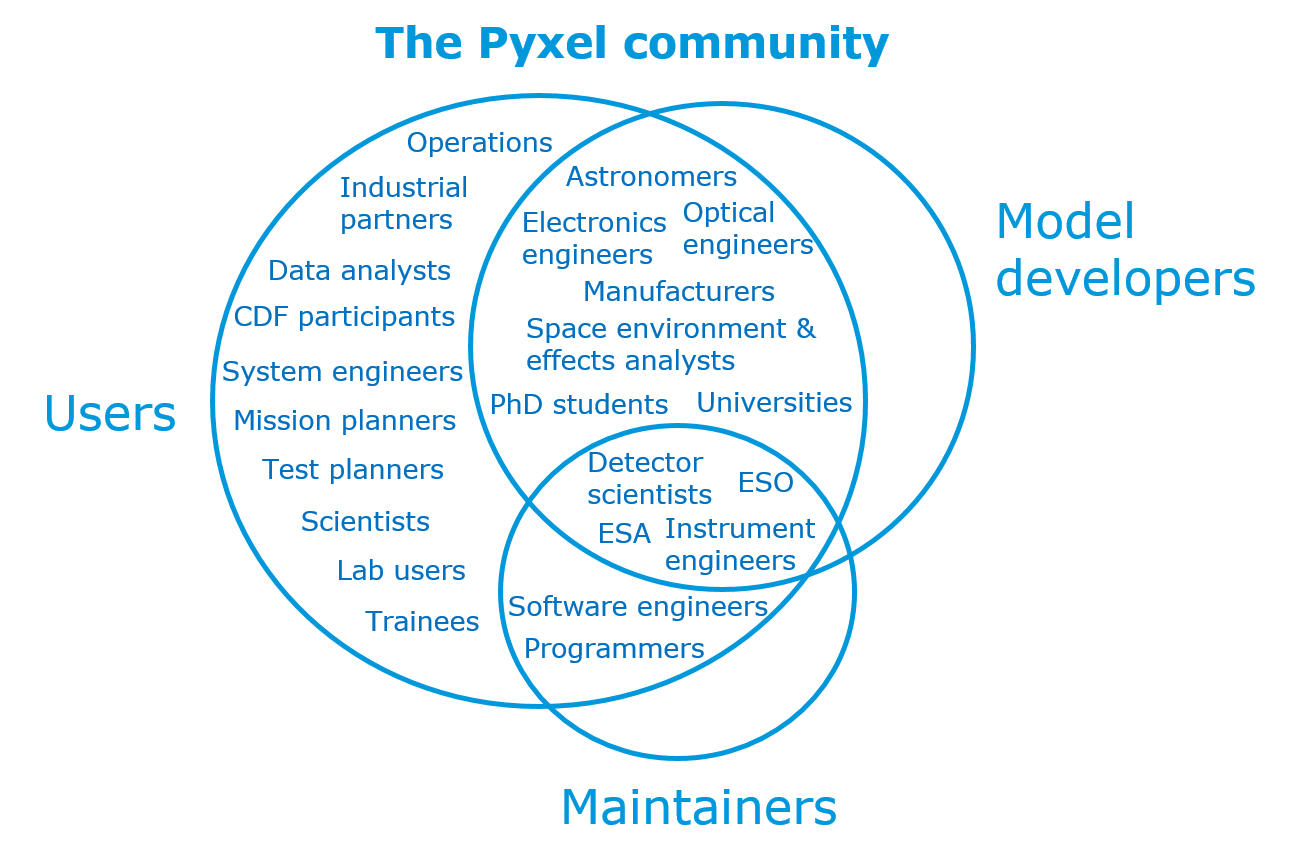 The Pyxel community
Operations
Industrial
partners
Data analysts
CDF participants
System engineers
Mission planners
Test planners
Scientists
Lab users
Trainees
Astronomers
Electronics
engineers
Optical
engineers
Manufacturers
Space environment &
effects analysts
PhD students
Universities
Detector
scientists
ESO
ESA
Instrument
engineers
Software engineers
Programmers
Users
Model
developers
Maintainers